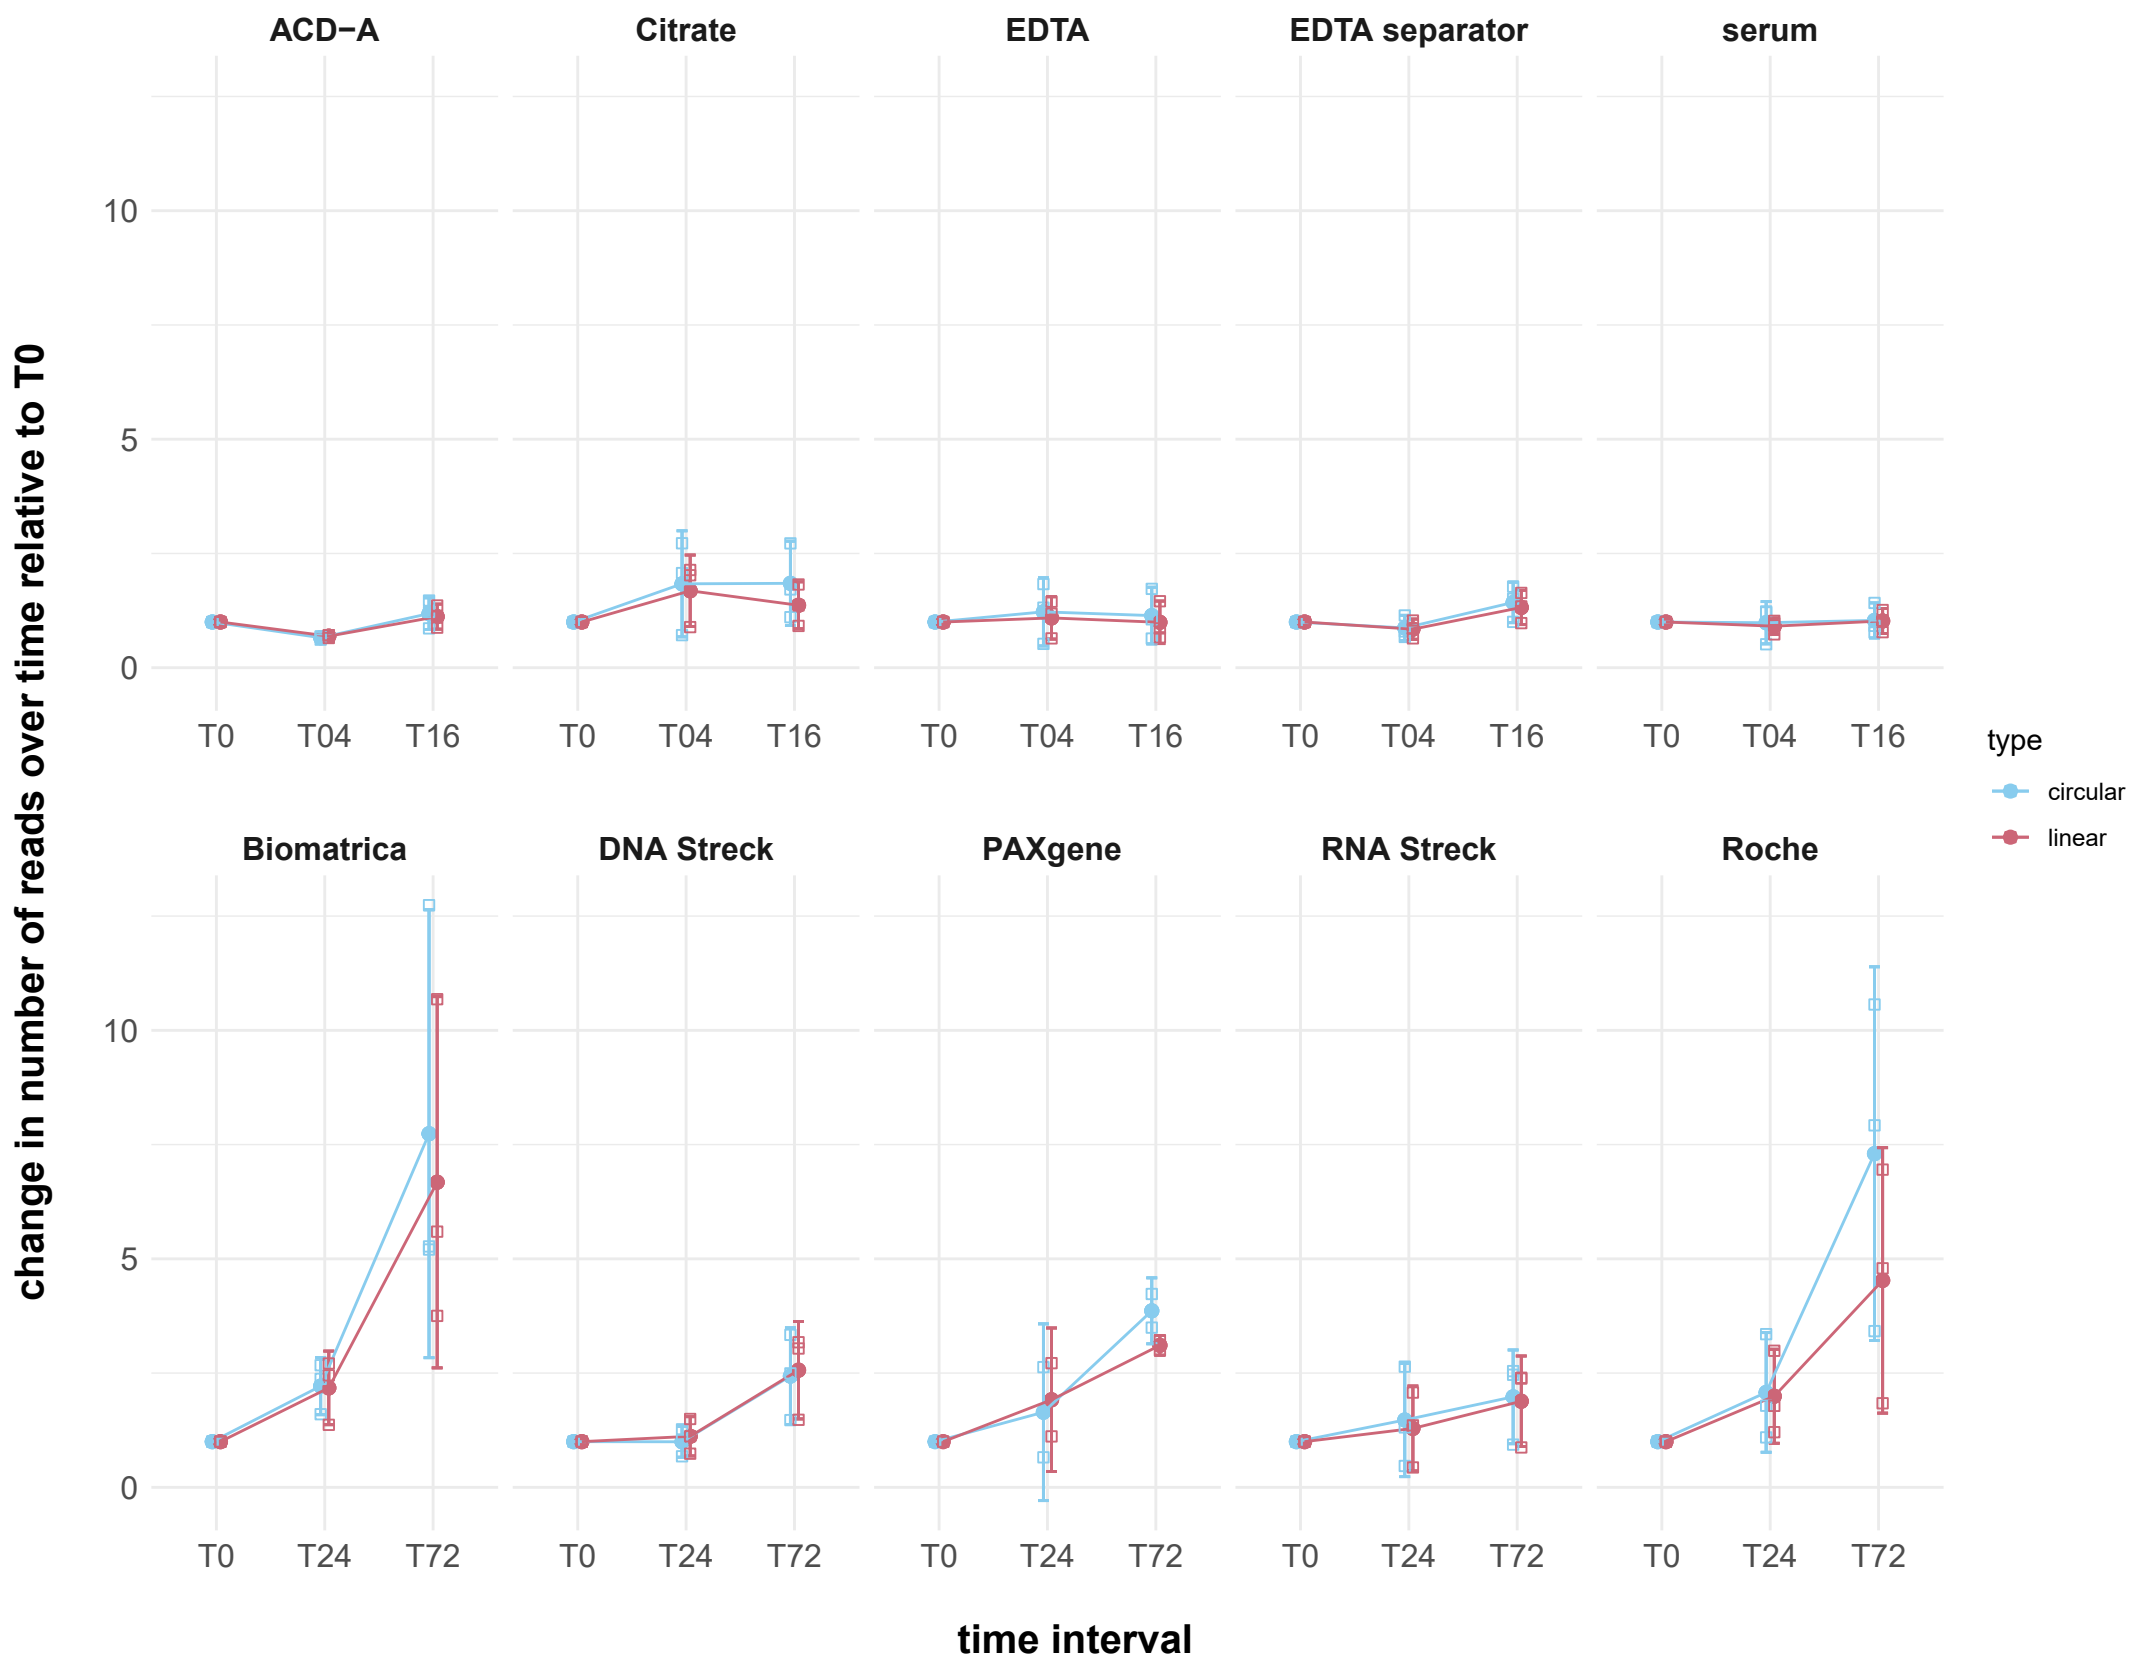 ACD−A Citrate EDTA EDTA separator serum
10
5
0
T0 T04 T16 T0 T04 T16 T0 T04 T16 T0 T04 T16 T0 T04 T16
change in number of reads over time relative to T0
type
circular
linear
Biomatrica DNA Streck PAXgene RNA Streck Roche
10
5
0
T0 T24 T72 T0 T24 T72 T0 T24 T72 T0 T24 T72 T0 T24 T72
time interval